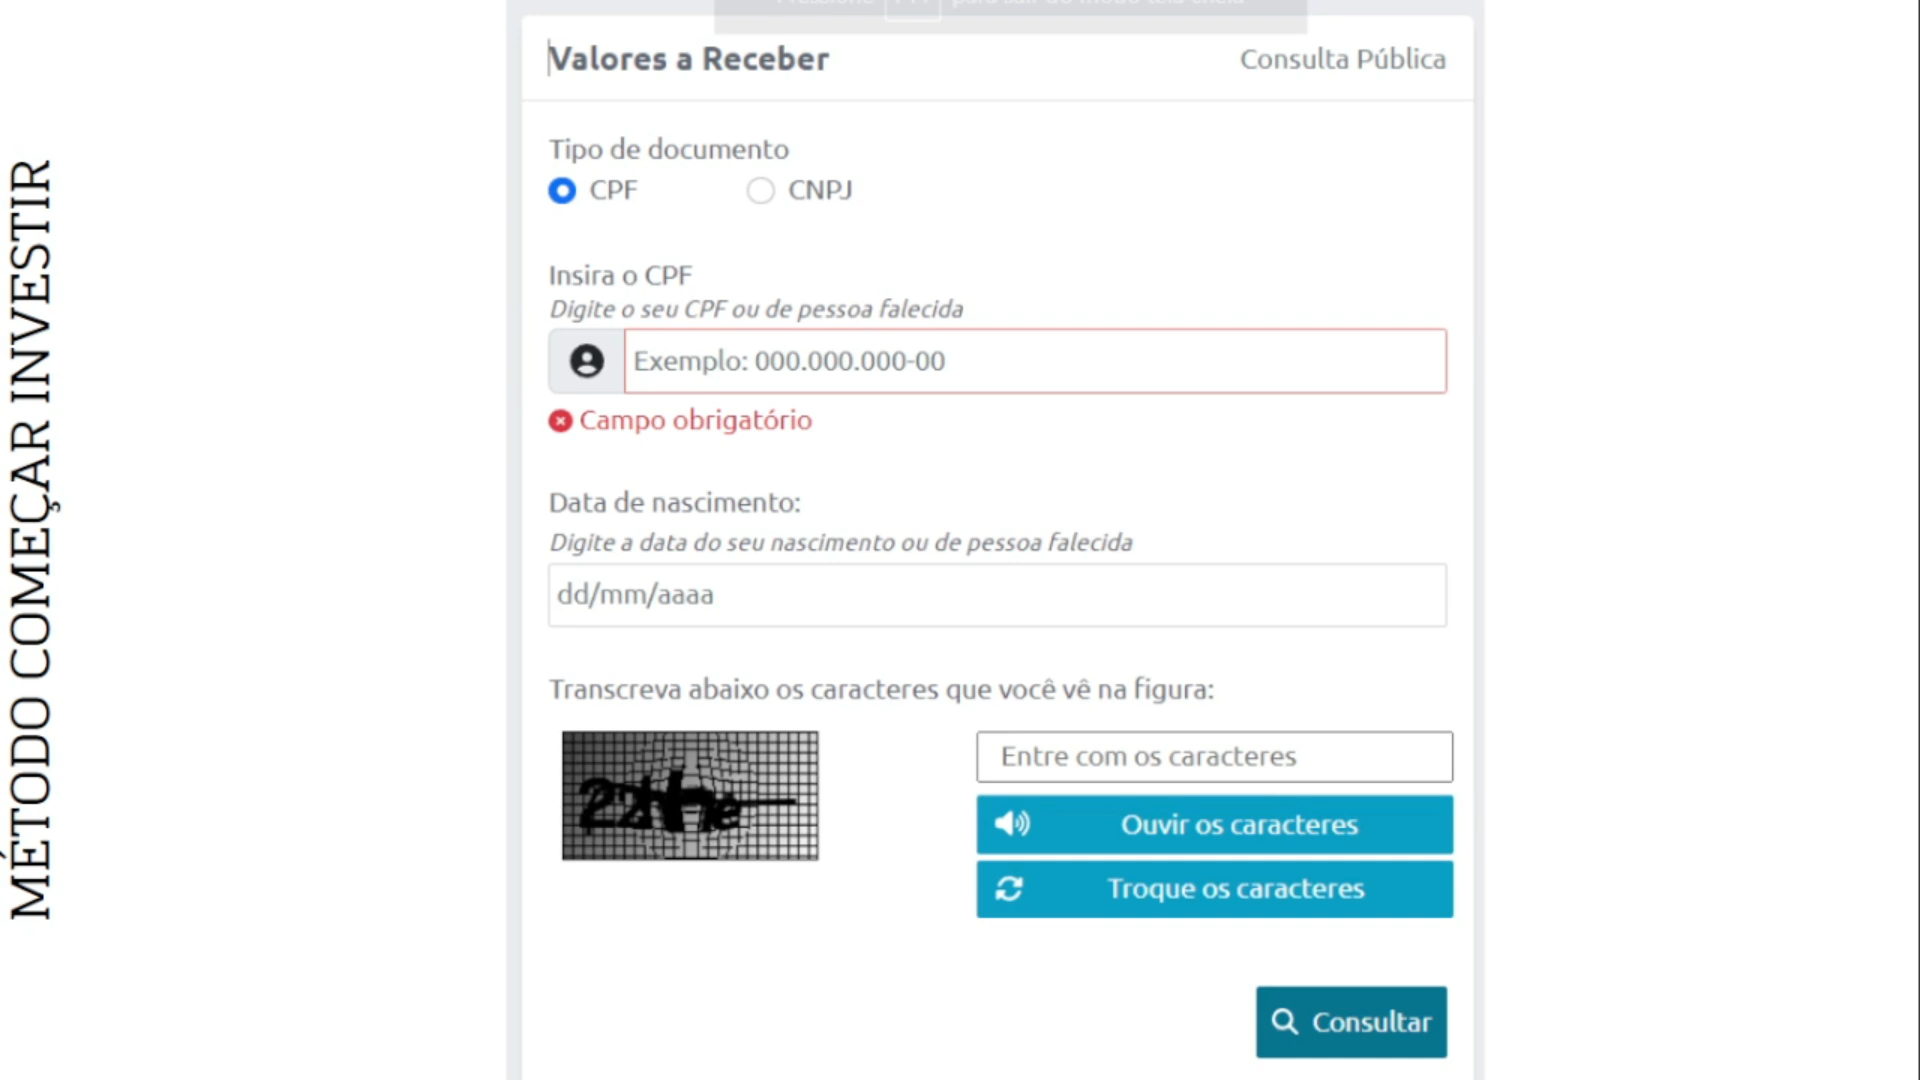 MÉTODO COMEÇAR INVESTIR
Valores a Receber
Consulta Pública
Tipo de documento
CPF
CNPJ
Insira o CPF
Digite o seu CPF ou de pessoa falecida
Exemplo: 000.000.000-00
Campo obrigatório
Data de nascimento:
Digite a data do seu nascimento ou de pessoa falecida
dd/mm/aaaa
Transcreva abaixo os caracteres que você vê na figura:
Entre com os caracteres
Ouvir os caracteres
Troque os caracteres
Consultar